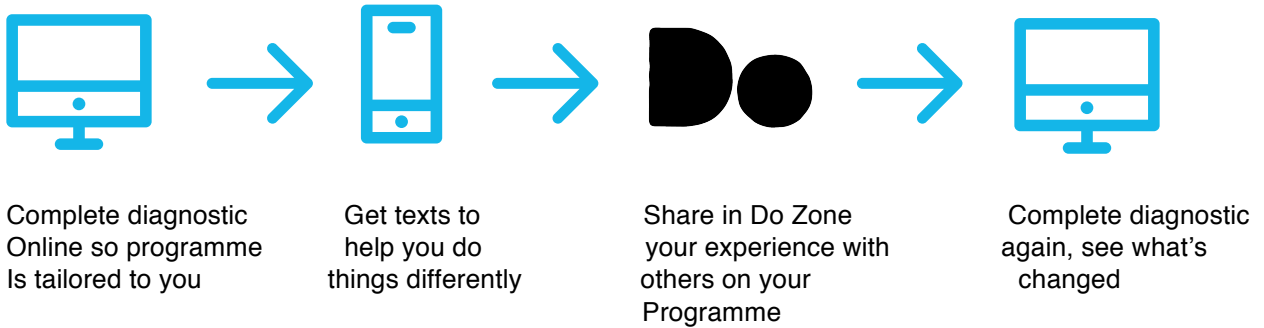 Do
Complete diagnostic
Online so programme
Is tailored to you
Get texts to
help you do
things differently
Share in Do Zone
your experience with
others on your
Programme
Complete diagnostic
again, see what's
changed